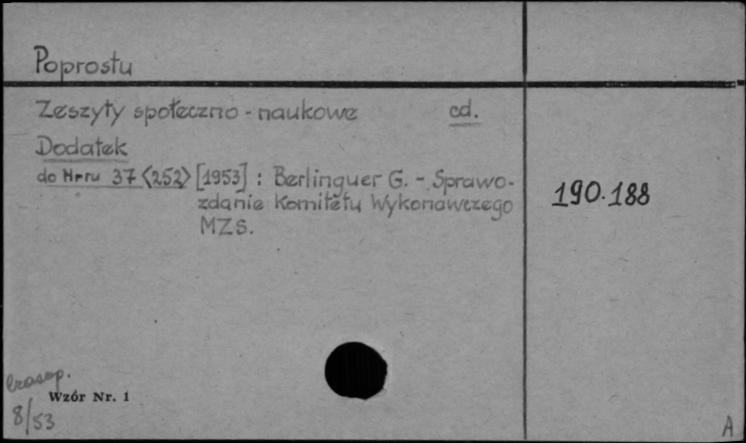 Poprostu
Zeszyty społeczno - naukowe cd.
Dodatek
do N-ru 37 <252> [1953] : Berlinguer G. - Sprawo-
zdanie Komitetu Wykonawczego
MZS.
190.188
Czasop.
Wzór Nr. 1
8/53
A